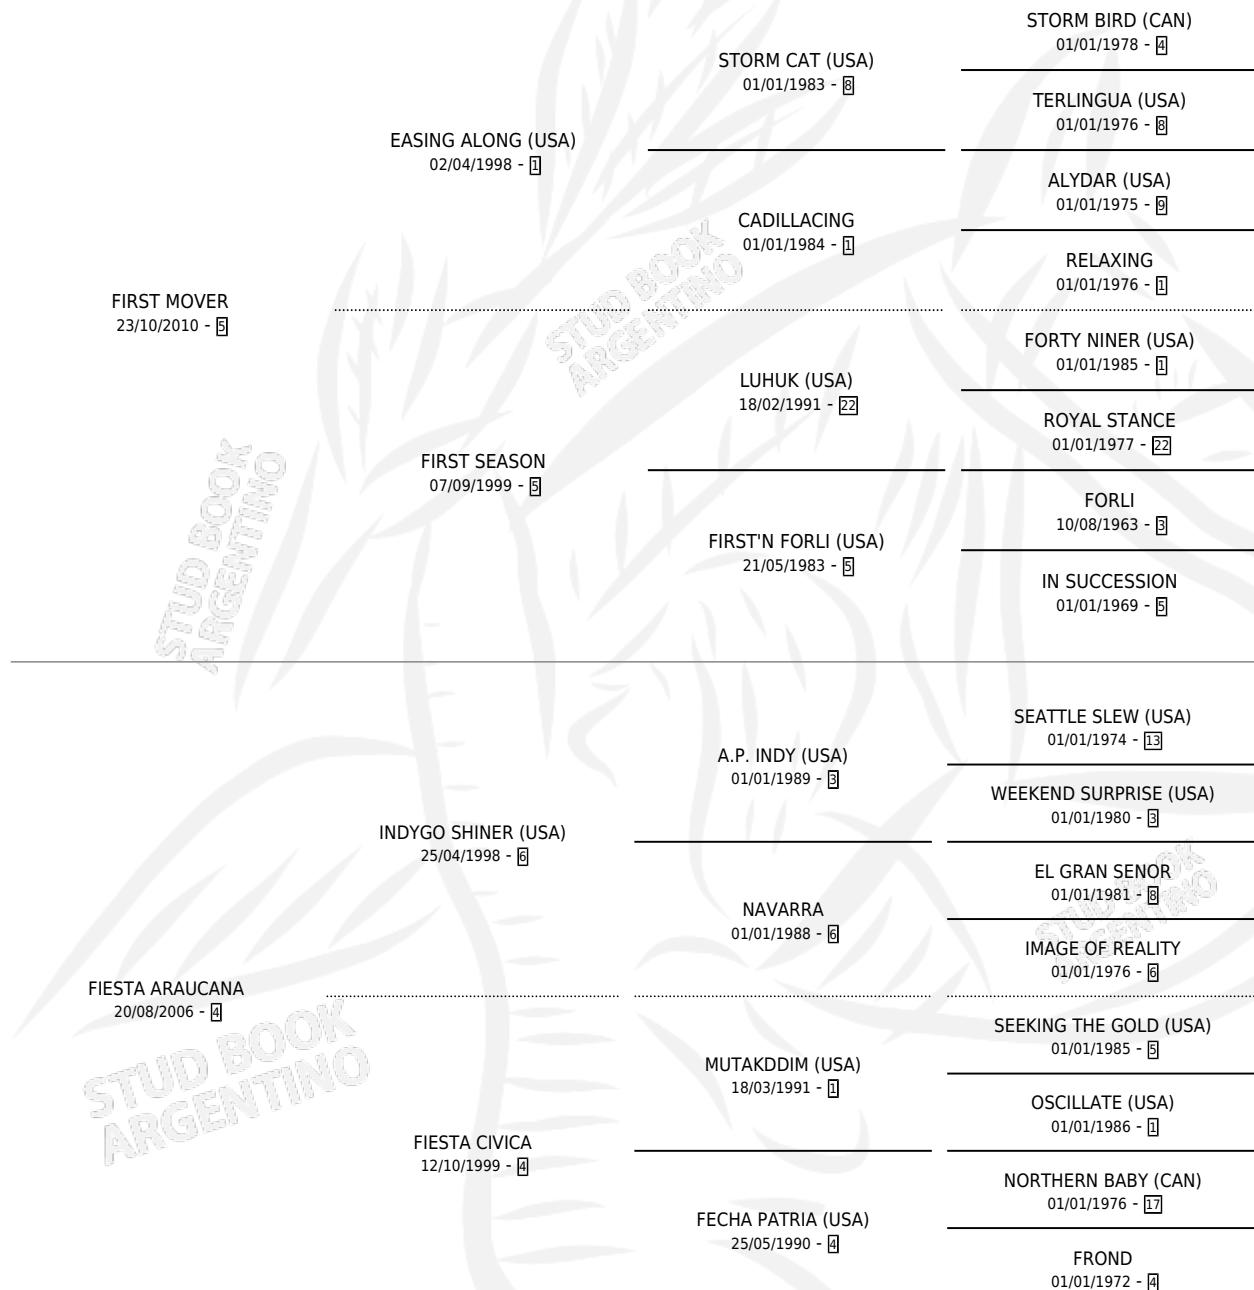 STORM BIRD (CAN)
01/01/1978 - 4
STORM CAT (USA)
01/01/1983 - 8
TERLINGUA (USA)
01/01/1976 - 8
EASING ALONG (USA)
02/04/1998 - 1
ALYDAR (USA)
01/01/1975 - 9
CADILLACING
01/01/1984 - 1
RELAXING
01/01/1976 - 1
FIRST MOVER
23/10/2010 - 5
FORTY NINER (USA)
01/01/1985 - 1
LUHUK (USA)
18/02/1991 - 22
ROYAL STANCE
01/01/1977 - 22
FIRST SEASON
07/09/1999 - 5
FORLI
10/08/1963 - 3
FIRST'N FORLI (USA)
21/05/1983 - 5
IN SUCCESSION
01/01/1969 - 5
SEATTLE SLEW (USA)
01/01/1974 - 13
A.P. INDY (USA)
01/01/1989 - 3
WEEKEND SURPRISE (USA)
01/01/1980 - 3
INDYGO SHINER (USA)
25/04/1998 - 6
EL GRAN SENOR
01/01/1981 - 8
NAVARRA
01/01/1988 - 6
IMAGE OF REALITY
01/01/1976 - 6
FIESTA ARAUCANA
20/08/2006 - 4
SEEKING THE GOLD (USA)
01/01/1985 - 5
MUTAKDDIM (USA)
18/03/1991 - 1
OSCILLATE (USA)
01/01/1986 - 1
FIESTA CIVICA
12/10/1999 - 4
NORTHERN BABY (CAN)
01/01/1976 - 17
FECHA PATRIA (USA)
25/05/1990 - 4
FROND
01/01/1972 - 4
STUD BOOK
ARGENTINO
STUD BOOK
ARGENTINO
STUD BOOK
ARGENTINO
STUD BOOK
ARGENTINO